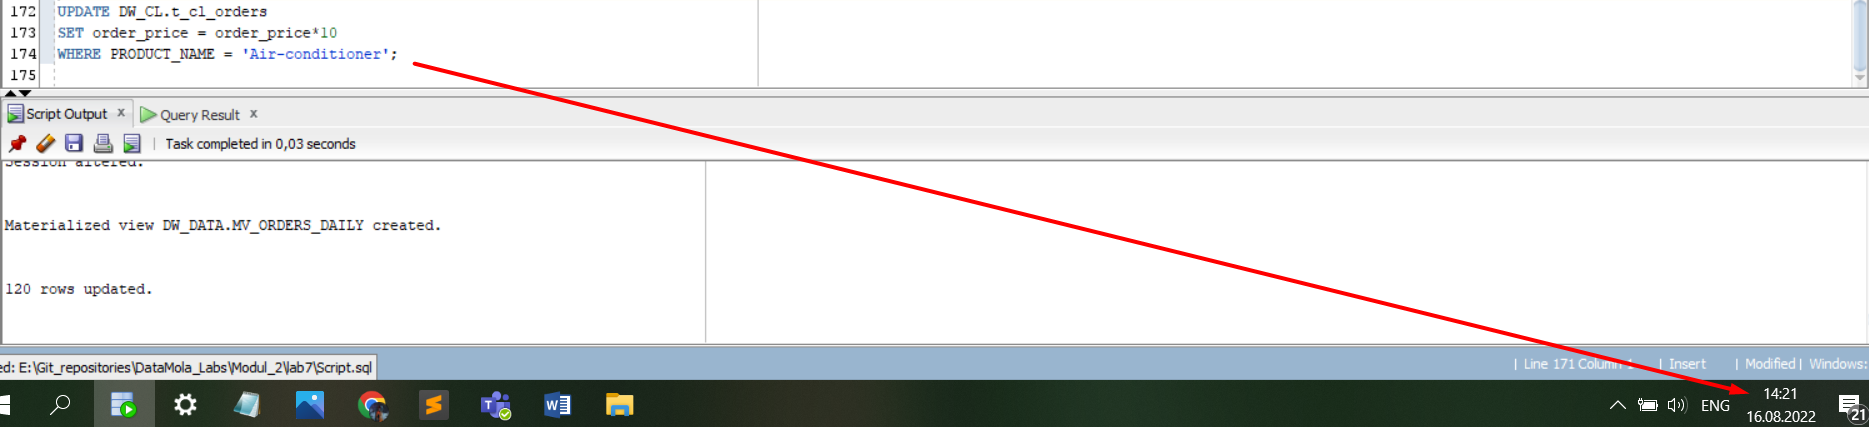 172 UPDATE DW_CL.t_cl_orders
173 SET order_price = order_price*10
174 WHERE PRODUCT_NAME = 'Air-conditioner';
175
Script Output x Query Result x
Task completed in 0,03 seconds
Session altered.
Materialized view DW_DATA.MV_ORDERS_DAILY created.
120 rows updated.
ed: E:\Git_repositories\DataMola_Labs\Modul_2\lab7\Script.sql
| Line 171 Column 1 | Insert | Modified | Windows:
14:21
ENG
16.08.2022
21